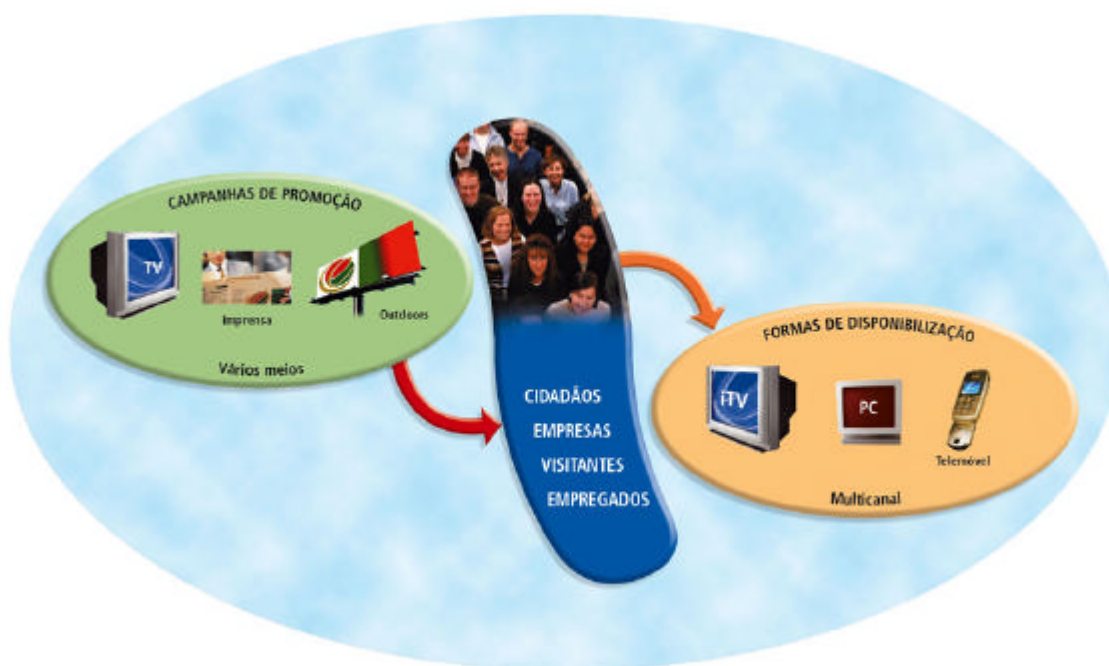 CAMPANHAS DE PROMOÇÃO
TV
Imprensa
Outdoors
Vários meios
CIDADÃOS
EMPRESAS
VISITANTES
EMPREGADOS
FORMAS DE DISPONIBILIZAÇÃO
iTV
PC
Telemóvel
Multicanal